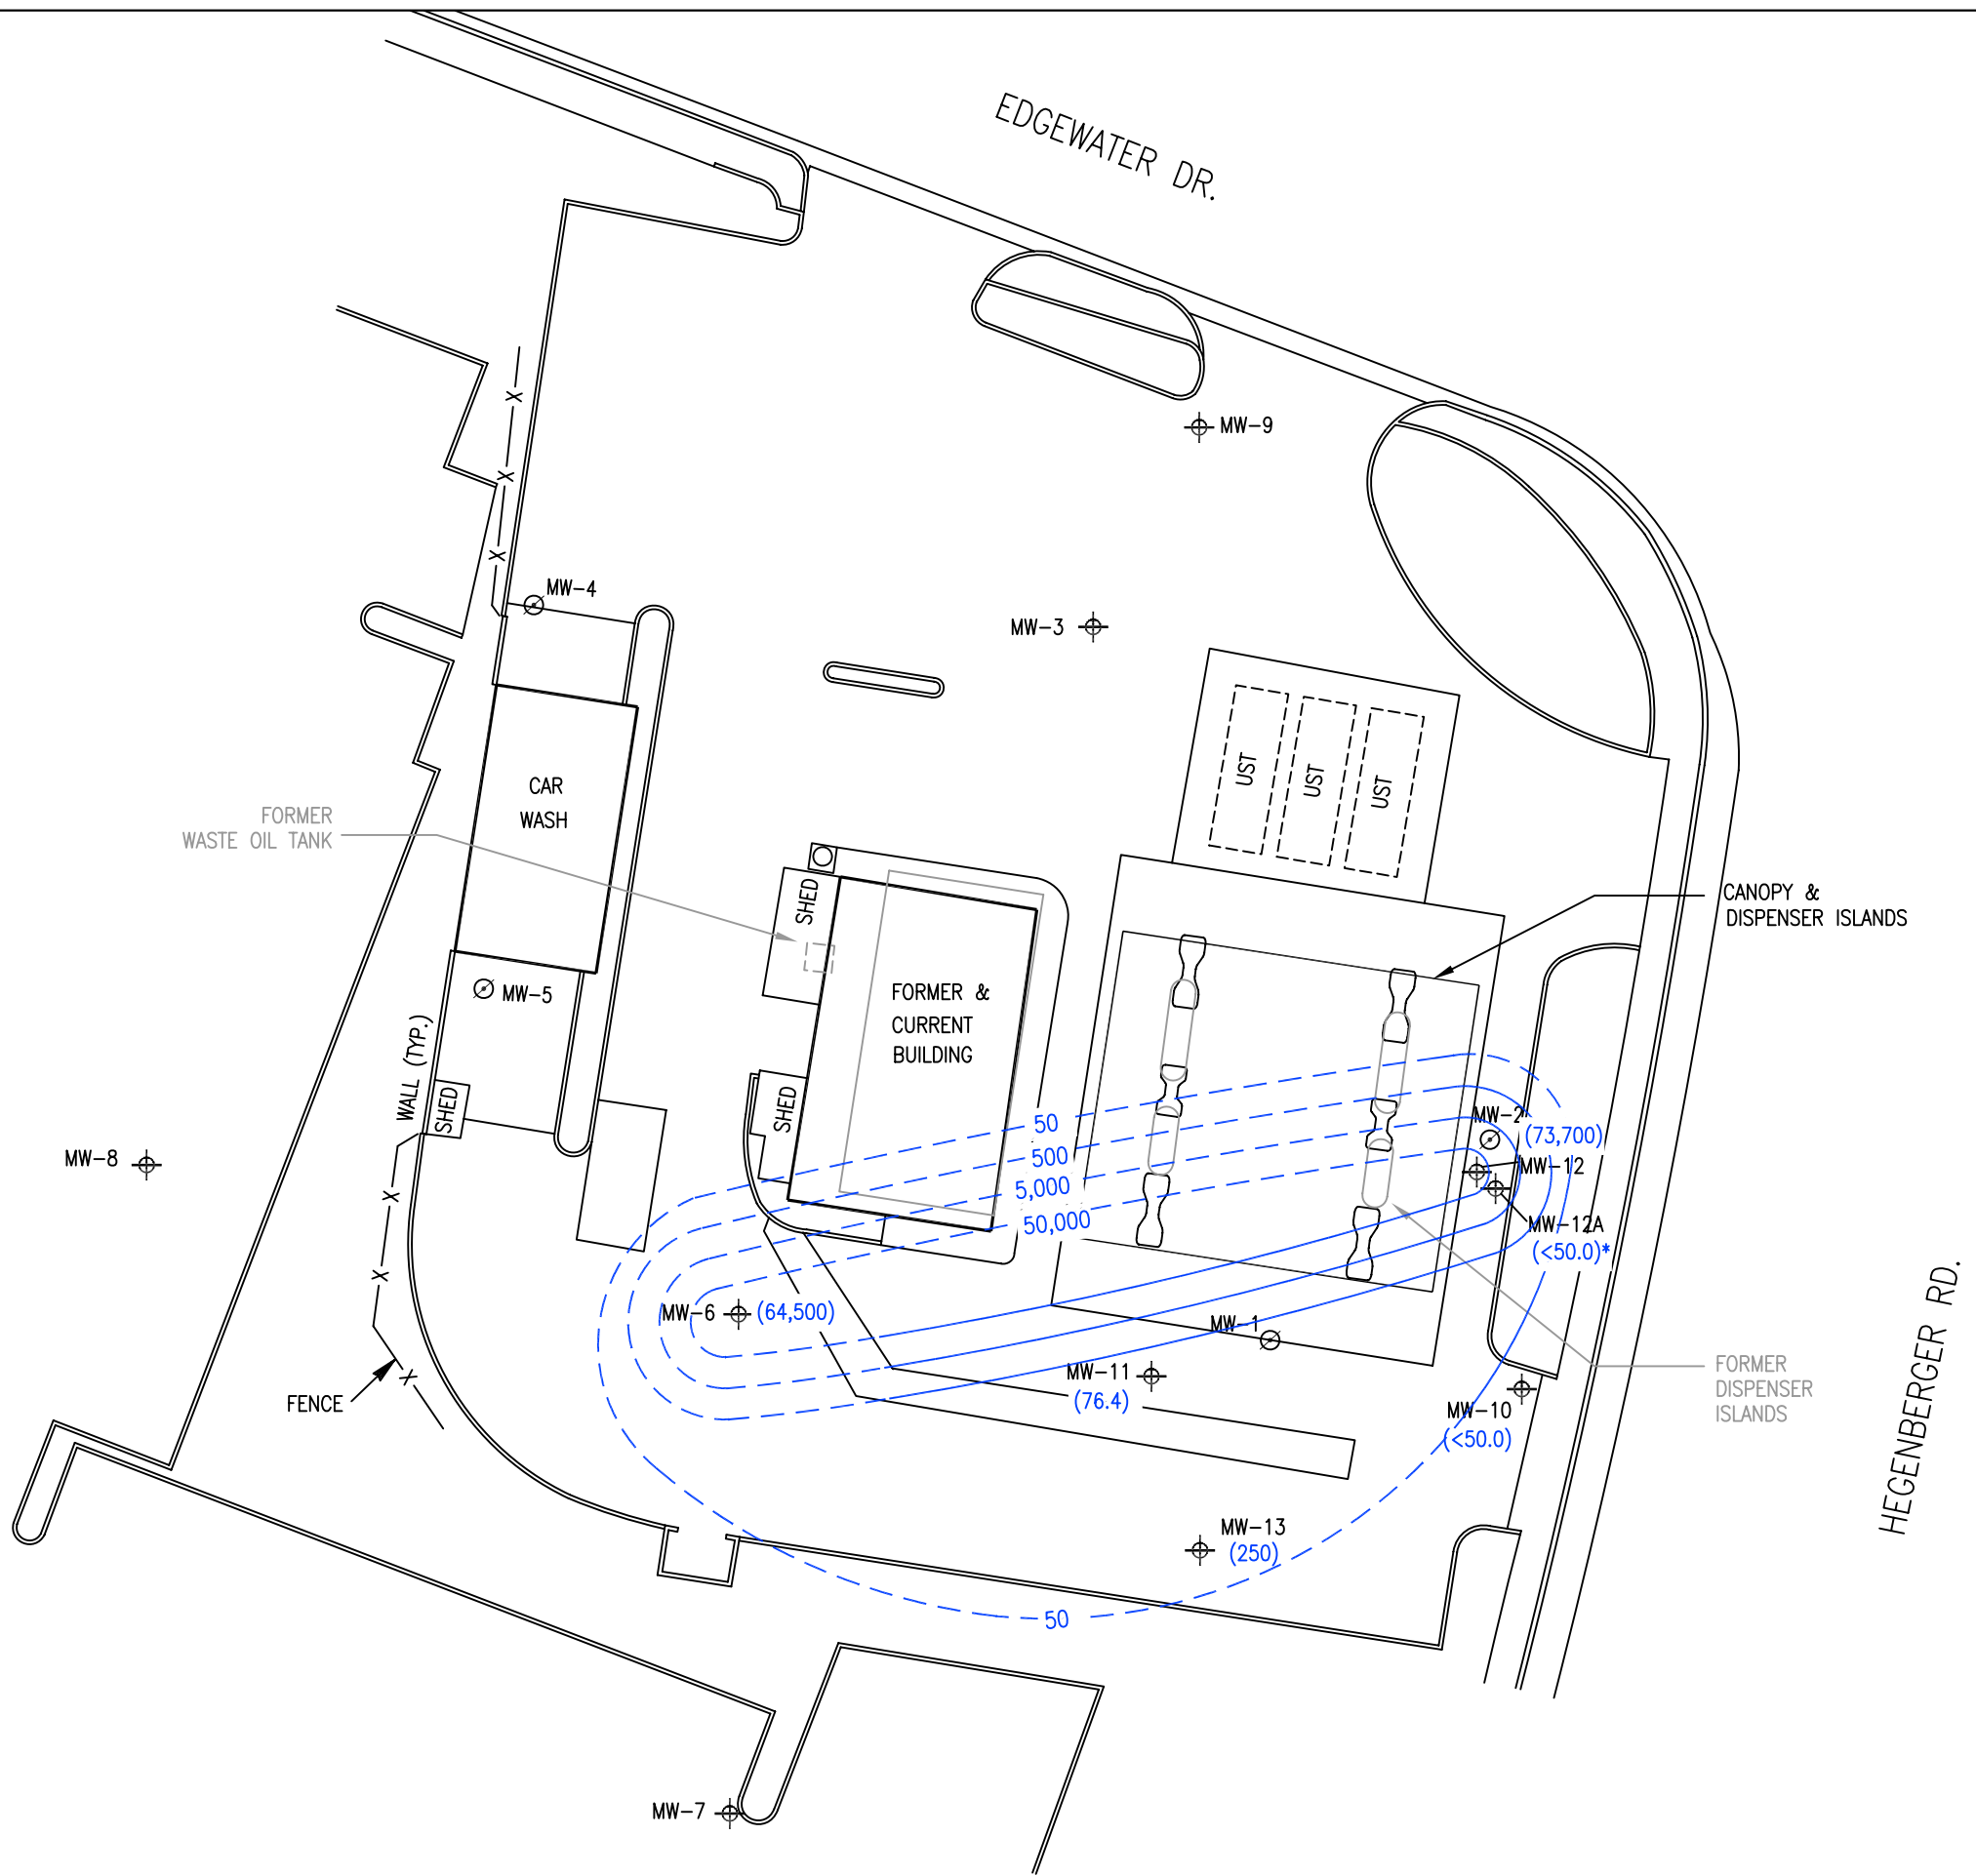 EDGEWATER DR.
X
MW-9
X
X
MW-4
MW-3
UST
UST
UST
CAR
WASH
FORMER
WASTE OIL TANK
SHED
CANOPY &
DISPENSER ISLANDS
MW-5
FORMER &
CURRENT
BUILDING
WALL (TYP.)
SHED
SHED
50
MW-2
(73,700)
500
MW-8
MW-12
5,000
X
50,000
MW-12A
(<50.0)*
X
MW-6
(64,500)
MW-1
HEGENBERGER RD.
FENCE
X
MW-11
(76.4)
FORMER
DISPENSER
ISLANDS
MW-10
(<50.0)
MW-13
(250)
50
MW-7